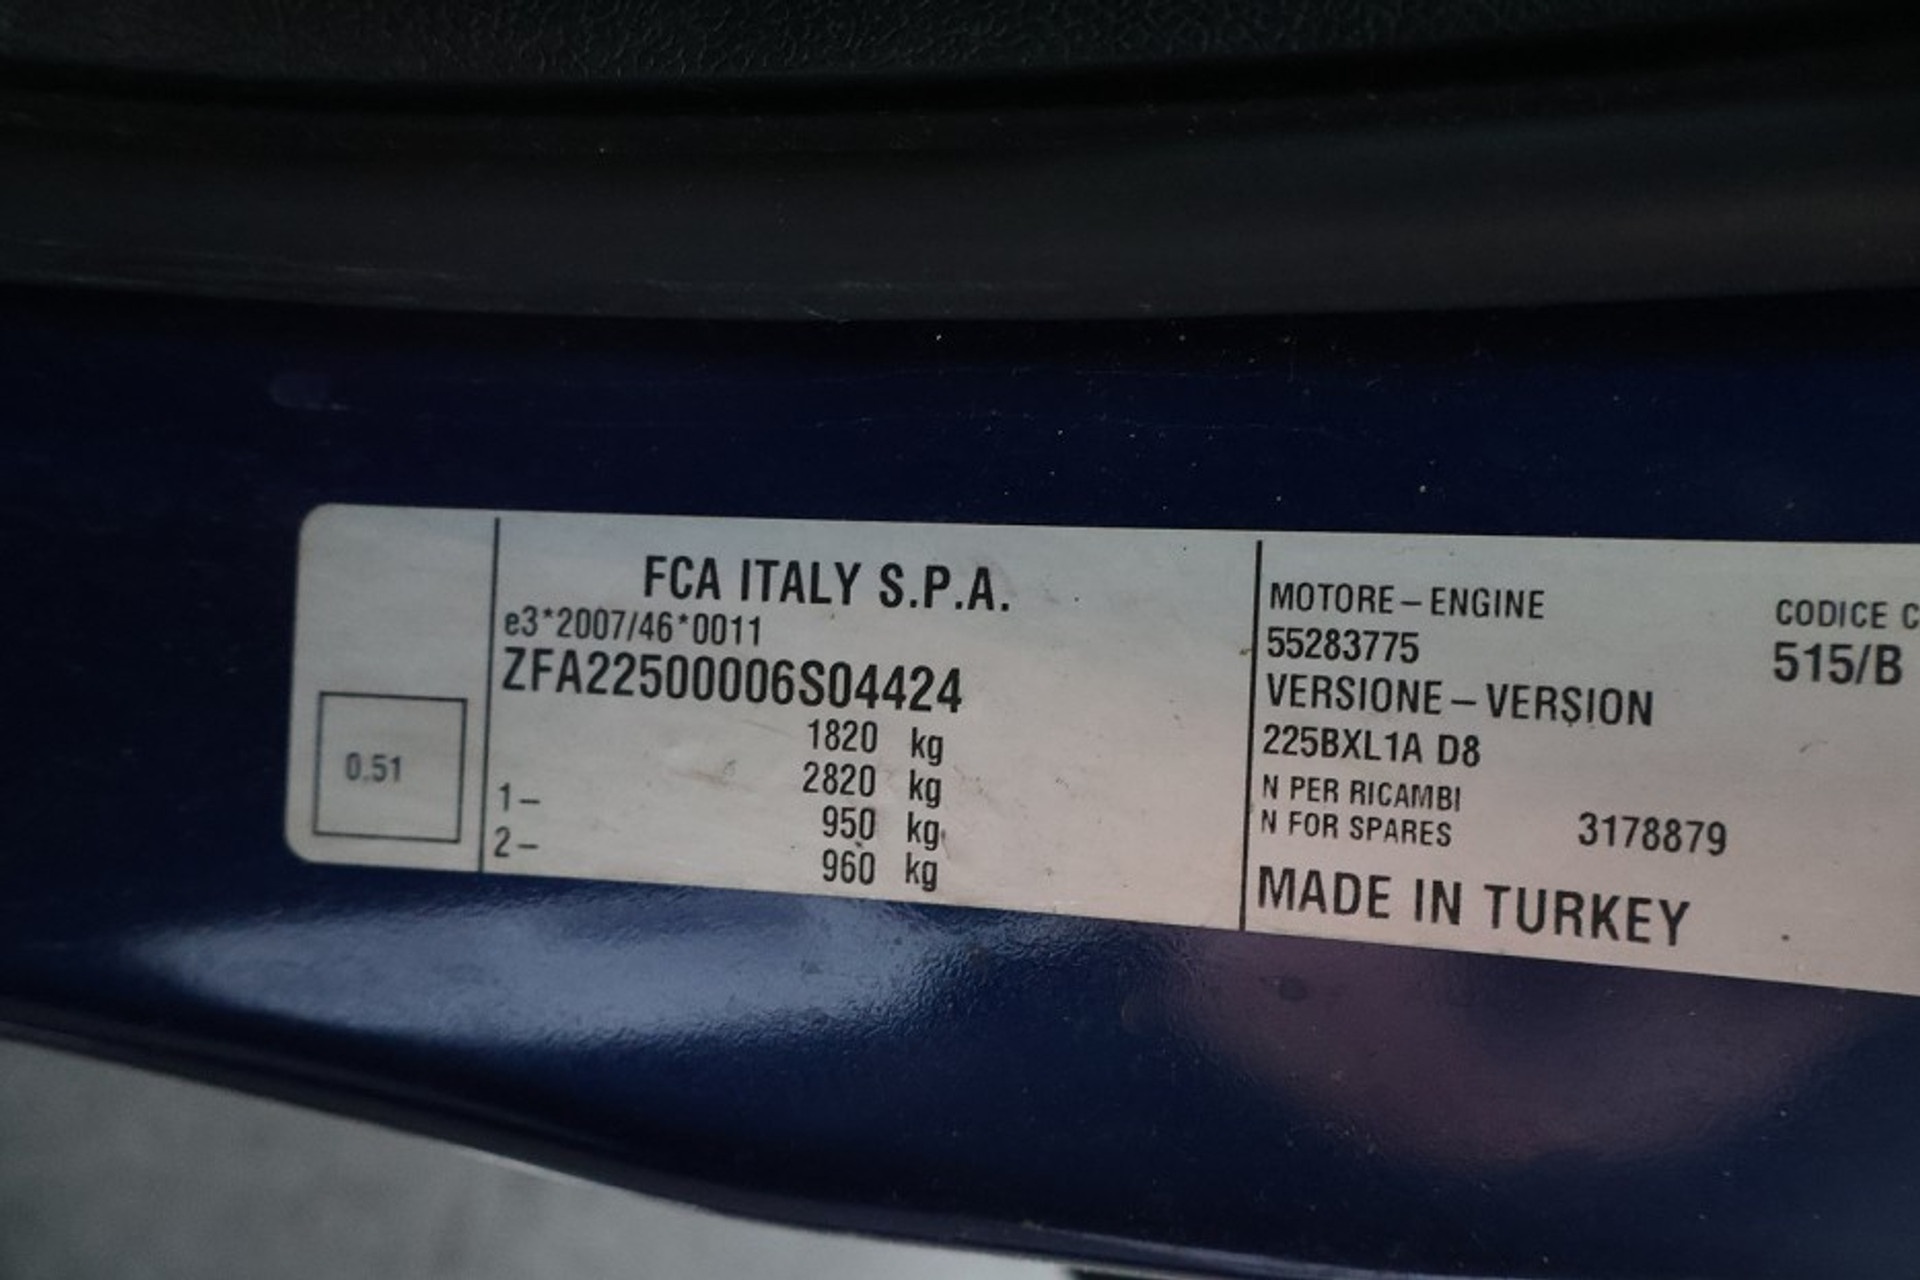 FCA ITALY S.P.A.
e3*2007/46*0011
ZFA22500006S04424
1820 kg
2820 kg
1– 950 kg
2– 960 kg
0.51
MOTORE–ENGINE
55283775
VERSIONE–VERSION
225BXL1A D8
N PER RICAMBI
N FOR SPARES 3178879
MADE IN TURKEY
CODICE C
515/B